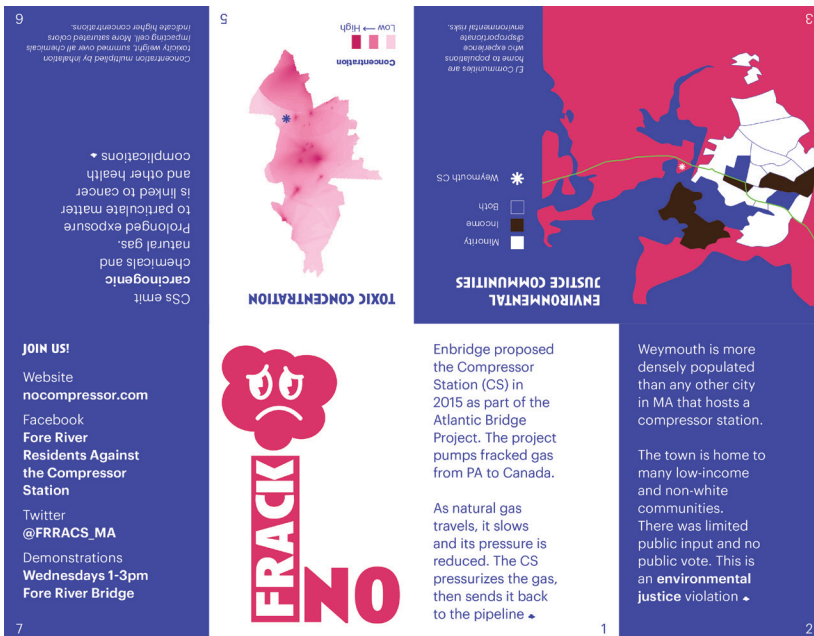 JOIN US!
Website
nocompressor.com
Facebook
Fore River
Residents Against
the Compressor
Station
Twitter
@FRRACS_MA
Demonstrations
Wednesdays 1-3pm
Fore River Bridge
7
FRACK
NO
Enbridge proposed
the Compressor
Station (CS) in
2015 as part of the
Atlantic Bridge
Project. The project
pumps fracked gas
from PA to Canada.
As natural gas
travels, it slows
and its pressure is
reduced. The CS
pressurizes the gas,
then sends it back
to the pipeline
1
Weymouth is more
densely populated
than any other city
in MA that hosts a
compressor station.
The town is home to
many low-income
and non-white
communities.
There was limited
public input and no
public vote. This is
an environmental
justice violation
2
ENVIRONMENTAL
JUSTICE COMMUNITIES
Minority
Income
Both
Weymouth CS
EJ Communities are
home to populations
who experience
disproportionate
environmental risks.
3
TOXIC CONCENTRATION
Concentration
Low → High
5
CSs emit
carcinogenic
chemicals and
natural gas.
Prolonged exposure
to particulate matter
is linked to cancer
and other health
complications
Concentration multiplied by inhalation
toxicity weight, summed over all chemicals
impacting cell. More saturated colors
indicate higher concentrations.
6